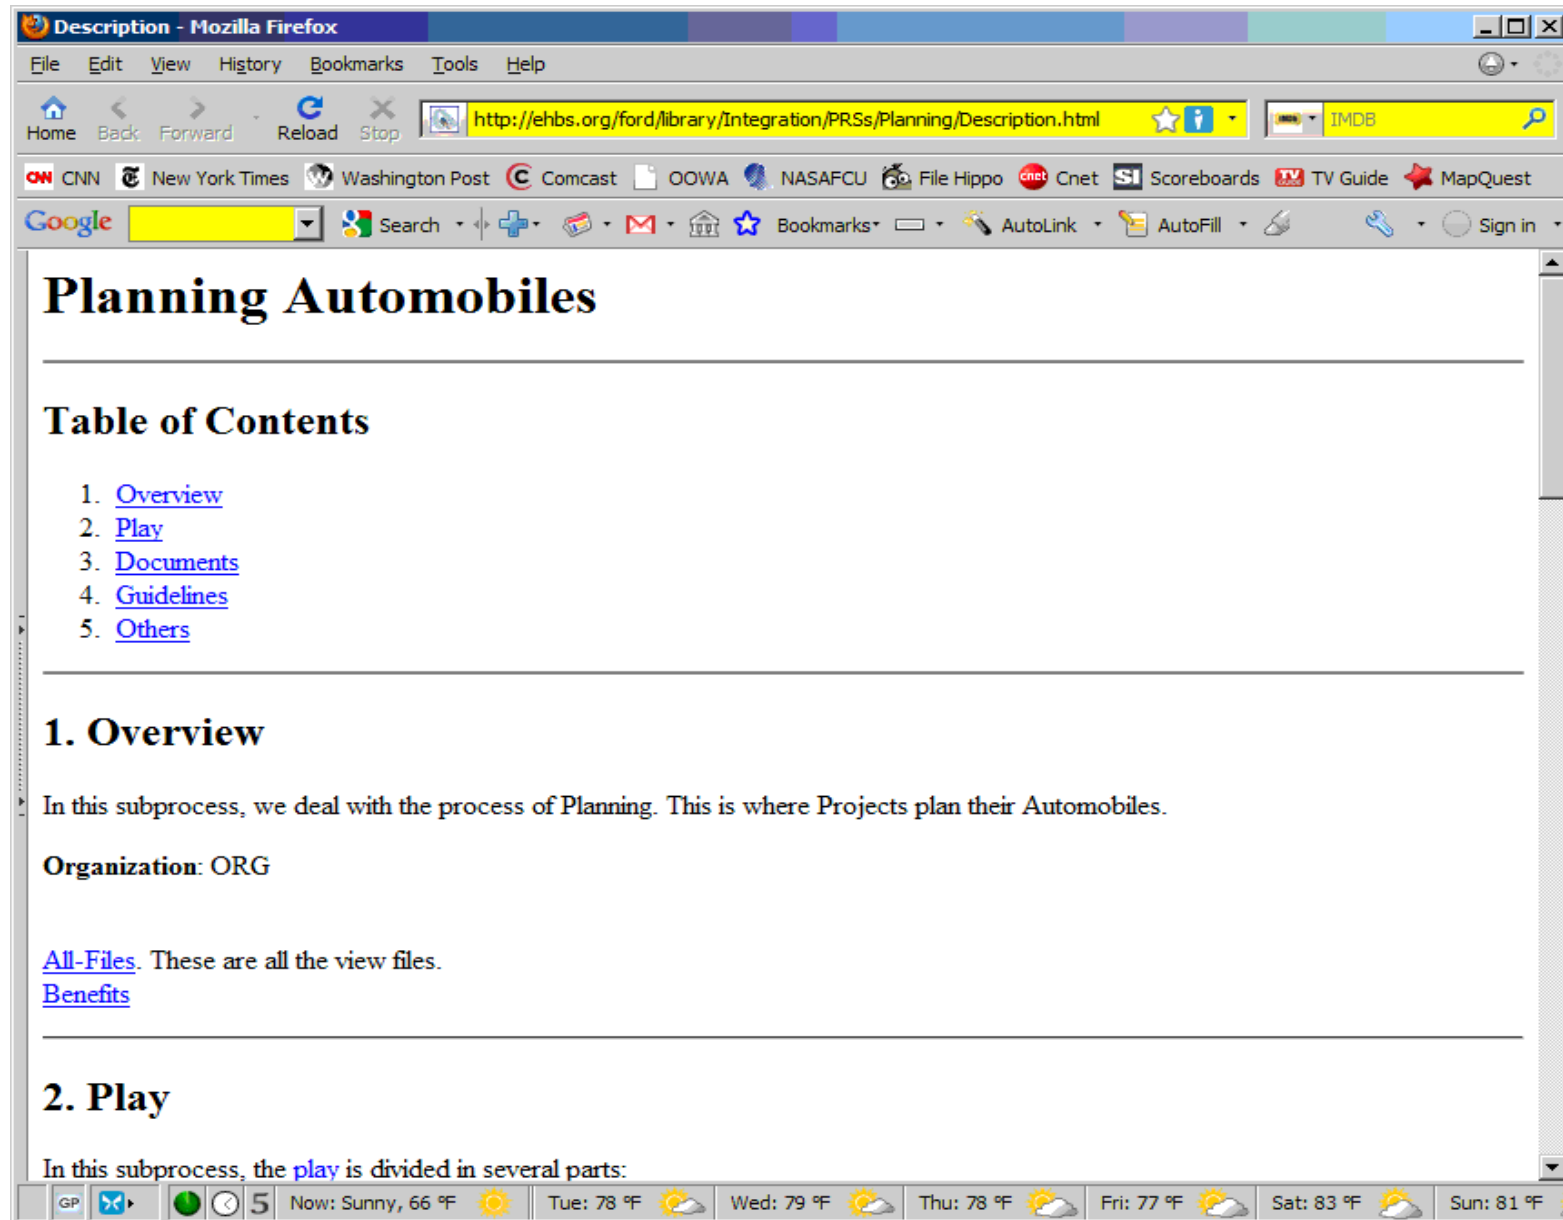 Description - Mozilla Firefox
File Edit View History Bookmarks Tools Help
Home Back Forward Reload Stop http://ehbs.org/ford/library/Integration/PRSs/Planning/Description.html IMDB
CNN CNN New York Times Washington Post Comcast OOWA NASAFCU File Hippo cnet Cnet SI Scoreboards TV GUIDE TV Guide MapQuest
Google Search Bookmarks AutoLink AutoFill Sign in
Planning Automobiles
Table of Contents
1. Overview
2. Play
3. Documents
4. Guidelines
5. Others
1. Overview
In this subprocess, we deal with the process of Planning. This is where Projects plan their Automobiles.
Organization: ORG
All-Files. These are all the view files.
Benefits
2. Play
In this subprocess, the play is divided in several parts:
GP 5 Now: Sunny, 66 °F Tue: 78 °F Wed: 79 °F Thu: 78 °F Fri: 77 °F Sat: 83 °F Sun: 81 °F